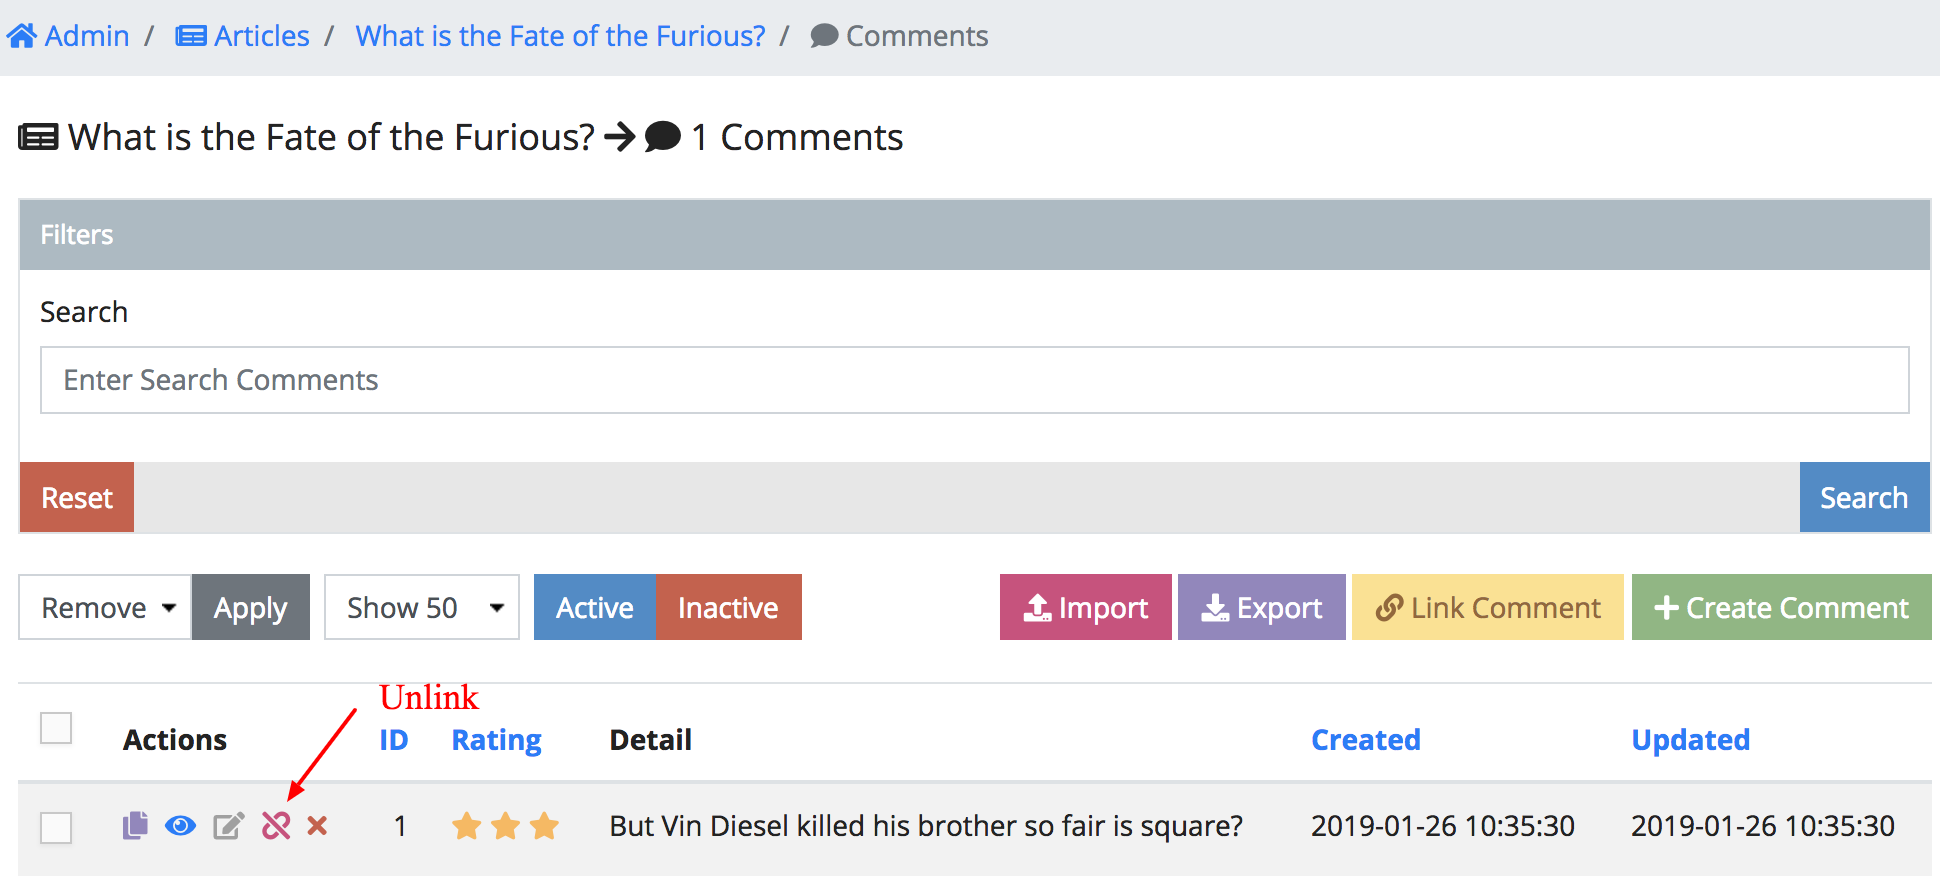 Admin / Articles / What is the Fate of the Furious? / Comments
What is the Fate of the Furious? 1 Comments
Filters
Search
Enter Search Comments
Reset Search
Remove Apply Show 50 Active Inactive Import Export Link Comment Create Comment
Unlink
Actions ID Rating Detail Created Updated
1 But Vin Diesel killed his brother so fair is square? 2019-01-26 10:35:30 2019-01-26 10:35:30